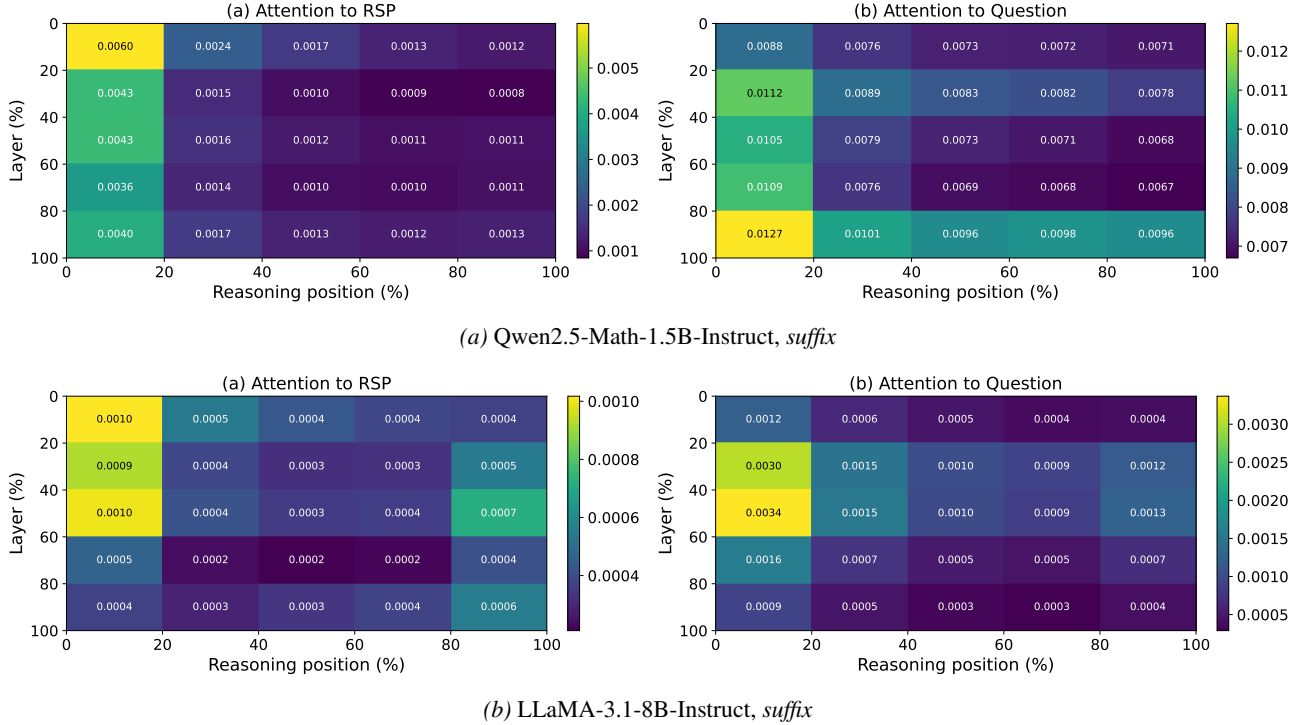 (a) Attention to RSP
(b) Attention to Question
0
20
40
60
80
100
Layer (%)
0.0060 0.0024 0.0017 0.0013 0.0012
0.0043 0.0015 0.0010 0.0009 0.0008
0.0043 0.0016 0.0012 0.0011 0.0011
0.0036 0.0014 0.0010 0.0010 0.0011
0.0040 0.0017 0.0013 0.0012 0.0013
0 20 40 60 80 100
Reasoning position (%)
0.005
0.004
0.003
0.002
0.001
0
20
40
60
80
100
Layer (%)
0.0088 0.0076 0.0073 0.0072 0.0071
0.0112 0.0089 0.0083 0.0082 0.0078
0.0105 0.0079 0.0073 0.0071 0.0068
0.0109 0.0076 0.0069 0.0068 0.0067
0.0127 0.0101 0.0096 0.0098 0.0096
0 20 40 60 80 100
Reasoning position (%)
0.012
0.011
0.010
0.009
0.008
0.007
(a) Qwen2.5-Math-1.5B-Instruct, suffix
(a) Attention to RSP
(b) Attention to Question
0
20
40
60
80
100
Layer (%)
0.0010 0.0005 0.0004 0.0004 0.0004
0.0009 0.0004 0.0003 0.0003 0.0005
0.0010 0.0004 0.0003 0.0004 0.0007
0.0005 0.0002 0.0002 0.0002 0.0004
0.0004 0.0003 0.0003 0.0004 0.0006
0 20 40 60 80 100
Reasoning position (%)
0.0010
0.0008
0.0006
0.0004
0
20
40
60
80
100
Layer (%)
0.0012 0.0006 0.0005 0.0004 0.0004
0.0030 0.0015 0.0010 0.0009 0.0012
0.0034 0.0015 0.0010 0.0009 0.0013
0.0016 0.0007 0.0005 0.0005 0.0007
0.0009 0.0005 0.0003 0.0003 0.0004
0 20 40 60 80 100
Reasoning position (%)
0.0030
0.0025
0.0020
0.0015
0.0010
0.0005
(b) LLaMA-3.1-8B-Instruct, suffix